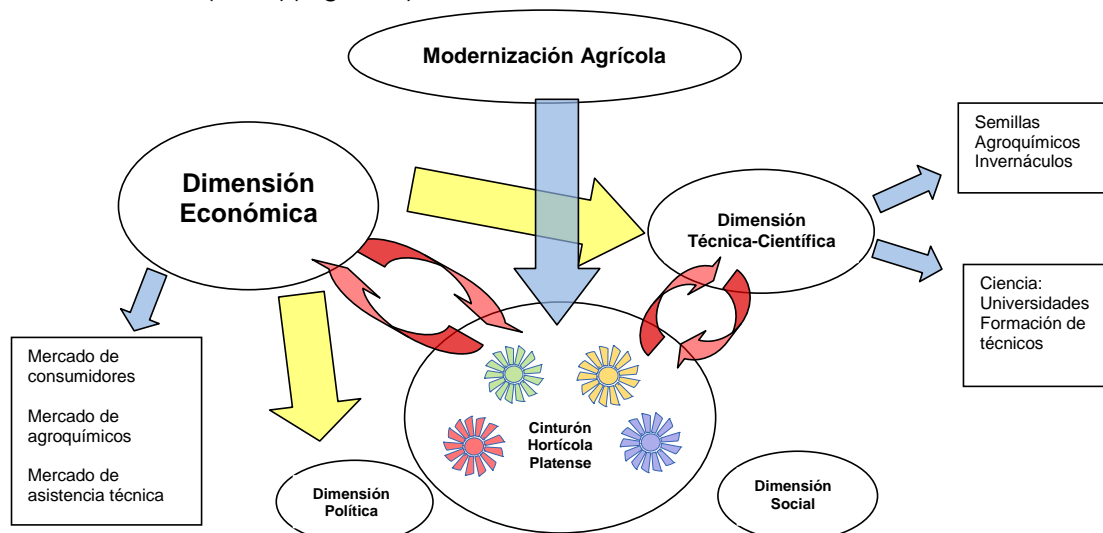 Modernización Agrícola
Dimensión
Económica
Dimensión
Técnica-Científica
Semillas
Agroquímicos
Invernáculos
Ciencia:
Universidades
Formación de
técnicos
Mercado de
consumidores
Mercado de
agroquímicos
Mercado de
asistencia técnica
Cinturón
Hortícola
Platense
Dimensión
Política
Dimensión
Social